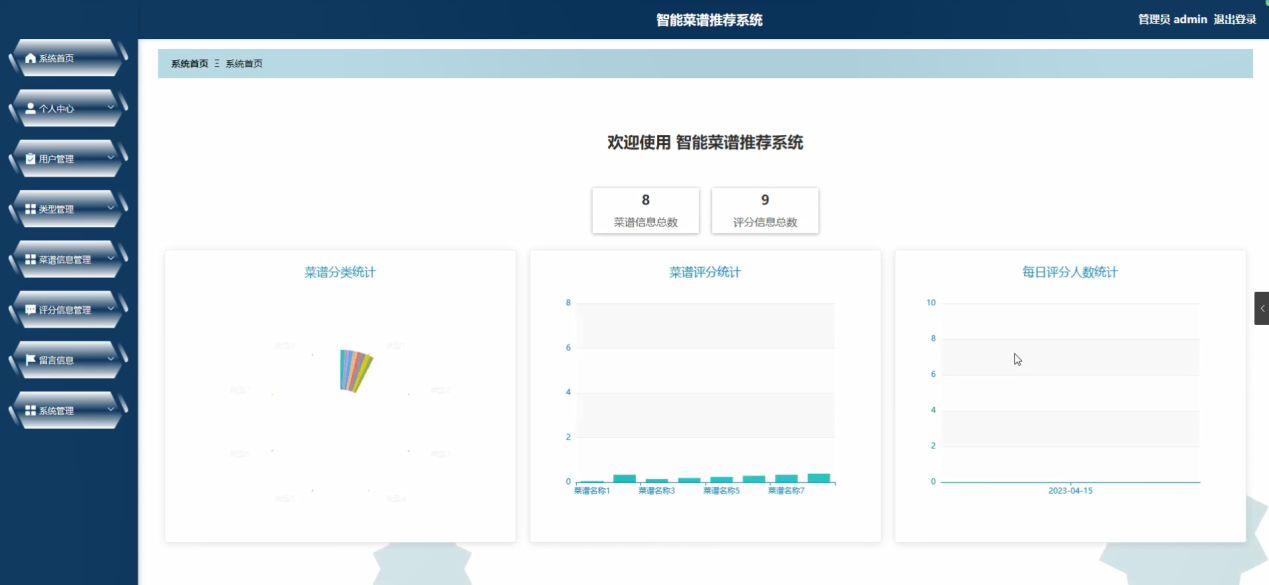 智能菜谱推荐系统
管理员 admin 退出登录
系统首页
个人中心
用户管理
类型管理
菜谱信息管理
评分信息管理
留言信息
系统管理
系统首页 Ξ 系统首页
欢迎使用 智能菜谱推荐系统
8
菜谱信息总数
9
评分信息总数
菜谱分类统计
菜谱评分统计
8
6
4
2
0
菜谱名称1 菜谱名称3 菜谱名称5 菜谱名称7
每日评分人数统计
10
8
6
4
2
0
2023-04-15